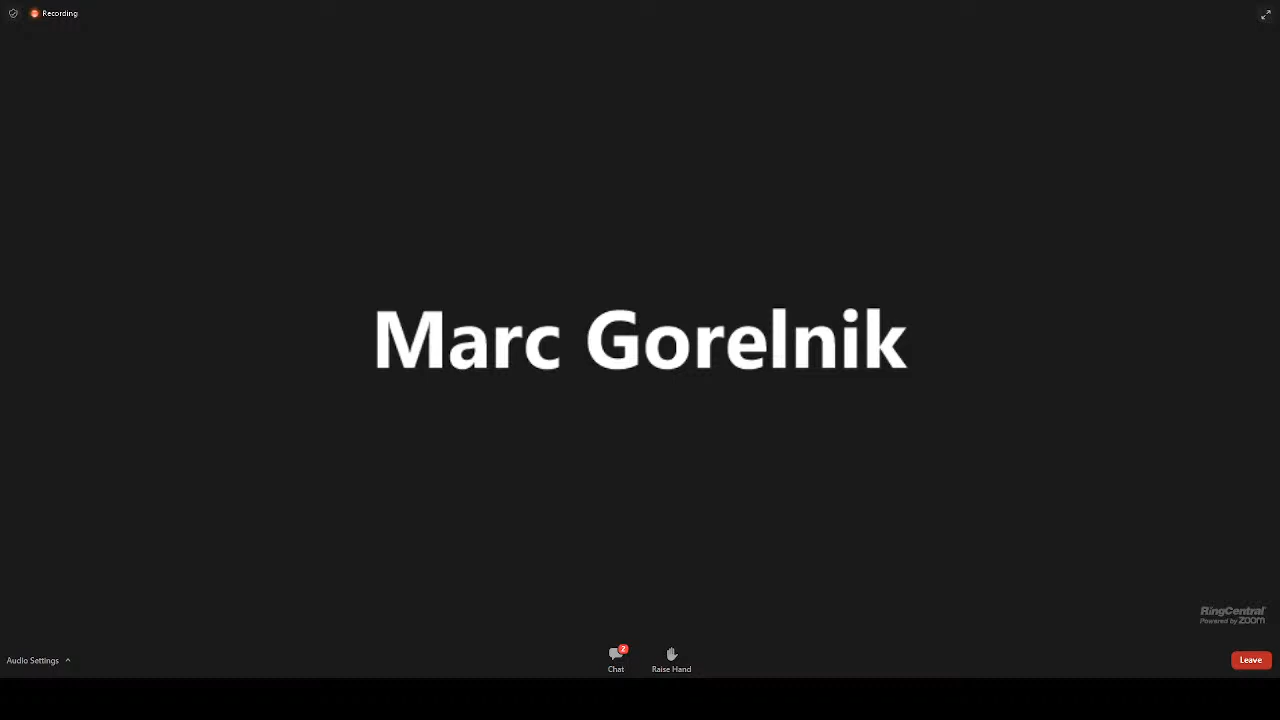 Recording
Marc Gorelnik
RingCentral
Powered by zoom
Audio Settings
2
Chat
Raise Hand
Leave